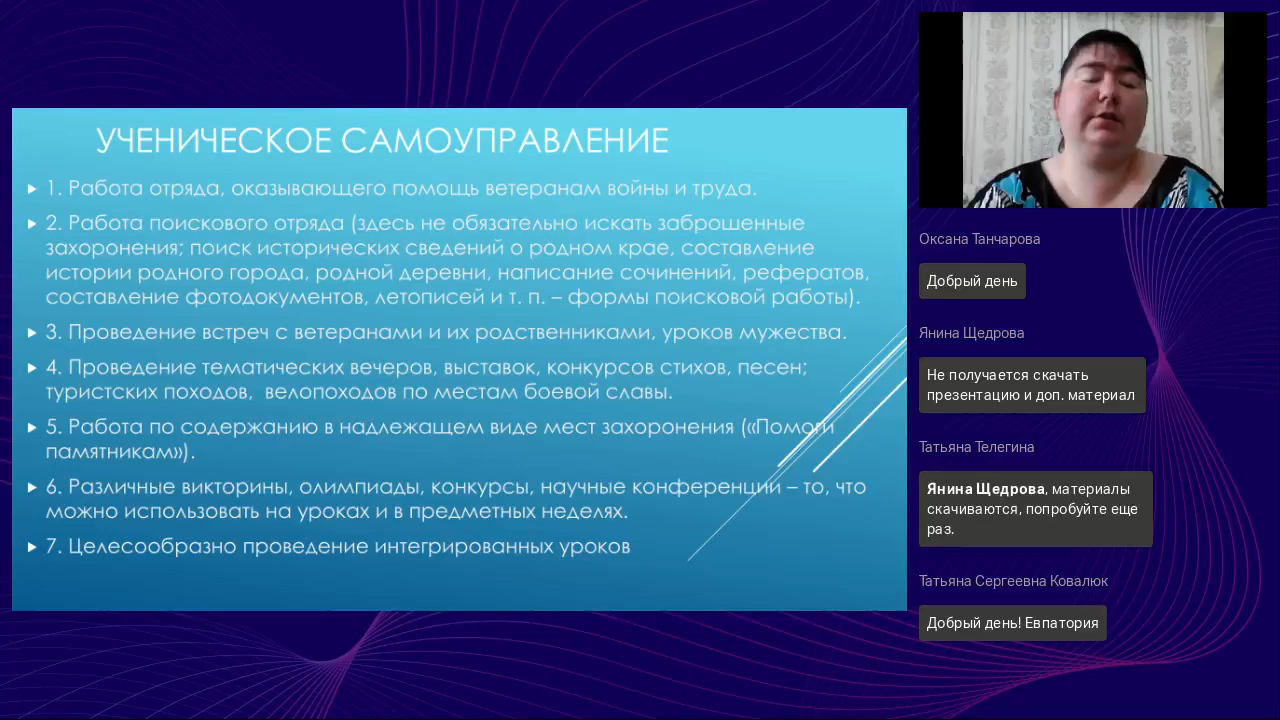 УЧЕНИЧЕСКОЕ САМОУПРАВЛЕНИЕ
1. Работа отряда, оказывающего помощь ветеранам войны и труда.
2. Работа поискового отряда (здесь не обязательно искать заброшенные
захоронения; поиск исторических сведений о родном крае, составление
истории родного города, родной деревни, написание сочинений, рефератов,
составление фотодокументов, летописей и т. п. – формы поисковой работы).
3. Проведение встреч с ветеранами и их родственниками, уроков мужества.
4. Проведение тематических вечеров, выставок, конкурсов стихов, песен;
туристских походов, велопоходов по местам боевой славы.
5. Работа по содержанию в надлежащем виде мест захоронения («Помоги
памятникам»).
6. Различные викторины, олимпиады, конкурсы, научные конференции – то, что
можно использовать на уроках и в предметных неделях.
7. Целесообразно проведение интегрированных уроков
Оксана Танчарова
Добрый день
Янина Щедрова
Не получается скачать
презентацию и доп. материал
Татьяна Телегина
Янина Щедрова, материалы
скачиваются, попробуйте еще
раз.
Татьяна Сергеевна Ковалюк
Добрый день! Евпатория